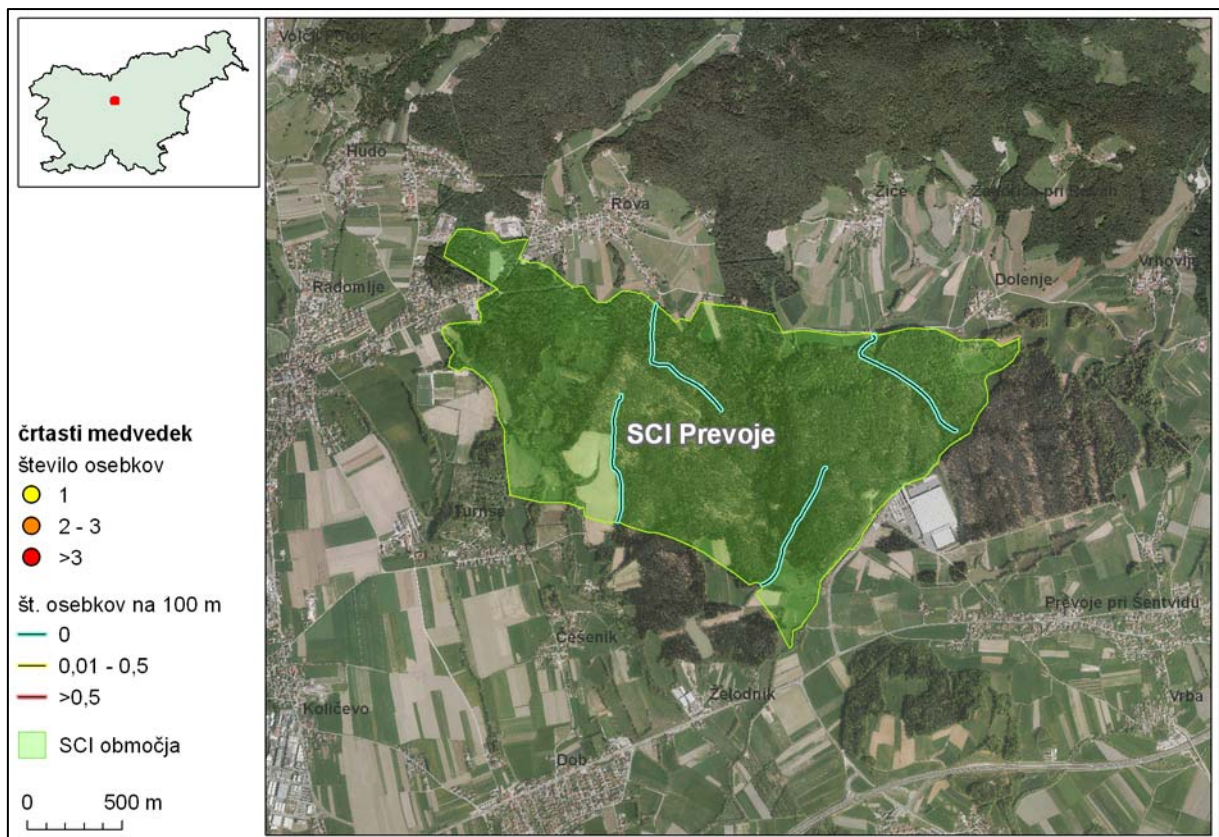 črtasti medvedek
število osebkov
1
2 - 3
>3
št. osebkov na 100 m
0
0,01 - 0,5
>0,5
SCI območja
0 500 m
Hudo
Rova
Žiče
Dolenje
Vrhovlje
Radomlje
SCI Prevoje
Turnše
Prevoje pri Šentvidu
Češenik
Želodnik
Vrba
Količevo
Dob